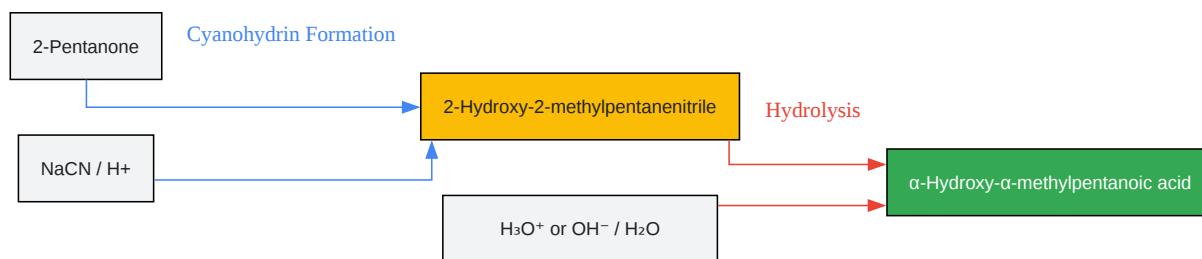 2-Pentanone
Cyanohydrin Formation
2-Hydroxy-2-methylpentanenitrile
Hydrolysis
NaCN / H+
α-Hydroxy-α-methylpentanoic acid
H₃O⁺ or OH⁻ / H₂O